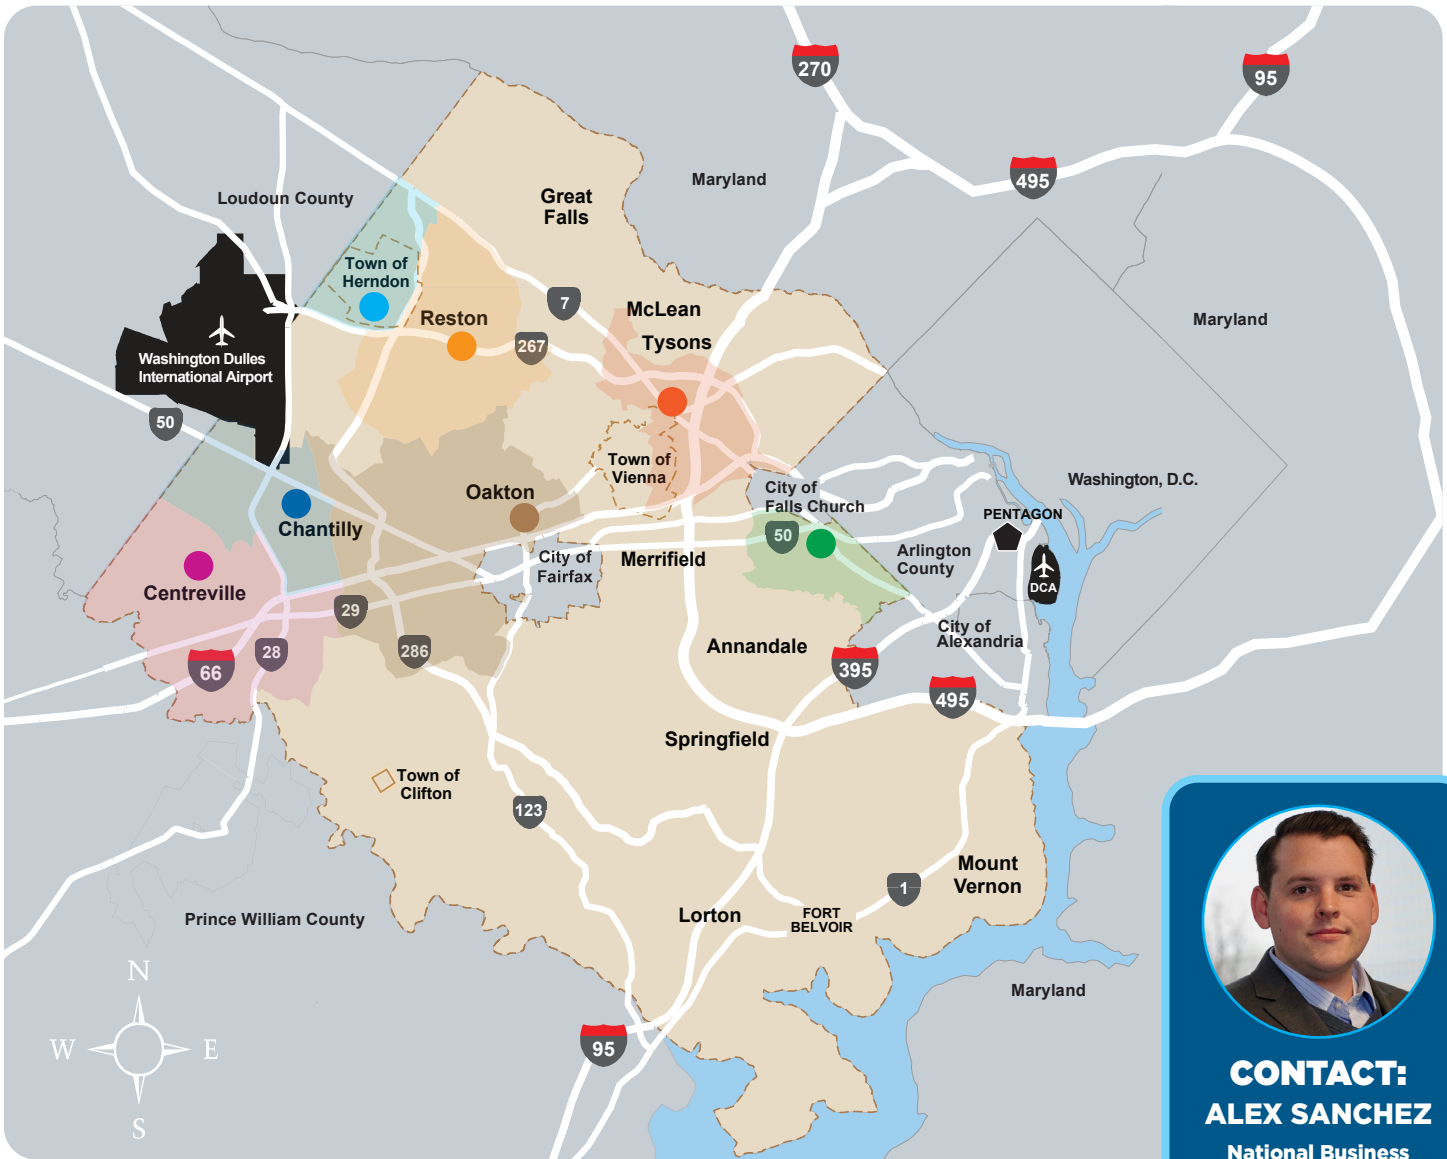 270
95
495
Maryland
Loudoun County
Great
Falls
Town of
Herndon
Reston
7
267
McLean
Tysons
Maryland
Washington Dulles
International Airport
50
Town of
Vienna
Oakton
Chantilly
City of
Falls Church
50
Washington, D.C.
PENTAGON
DCA
Arlington
County
City of
Fairfax
Merrifield
Centreville
29
28
66
286
Annandale
City of
Alexandria
395
495
Springfield
Town of
Clifton
123
Mount
Vernon
1
Lorton
FORT
BELVOIR
Prince William County
Maryland
N
W
E
S
95
CONTACT:
ALEX SANCHEZ
National Business